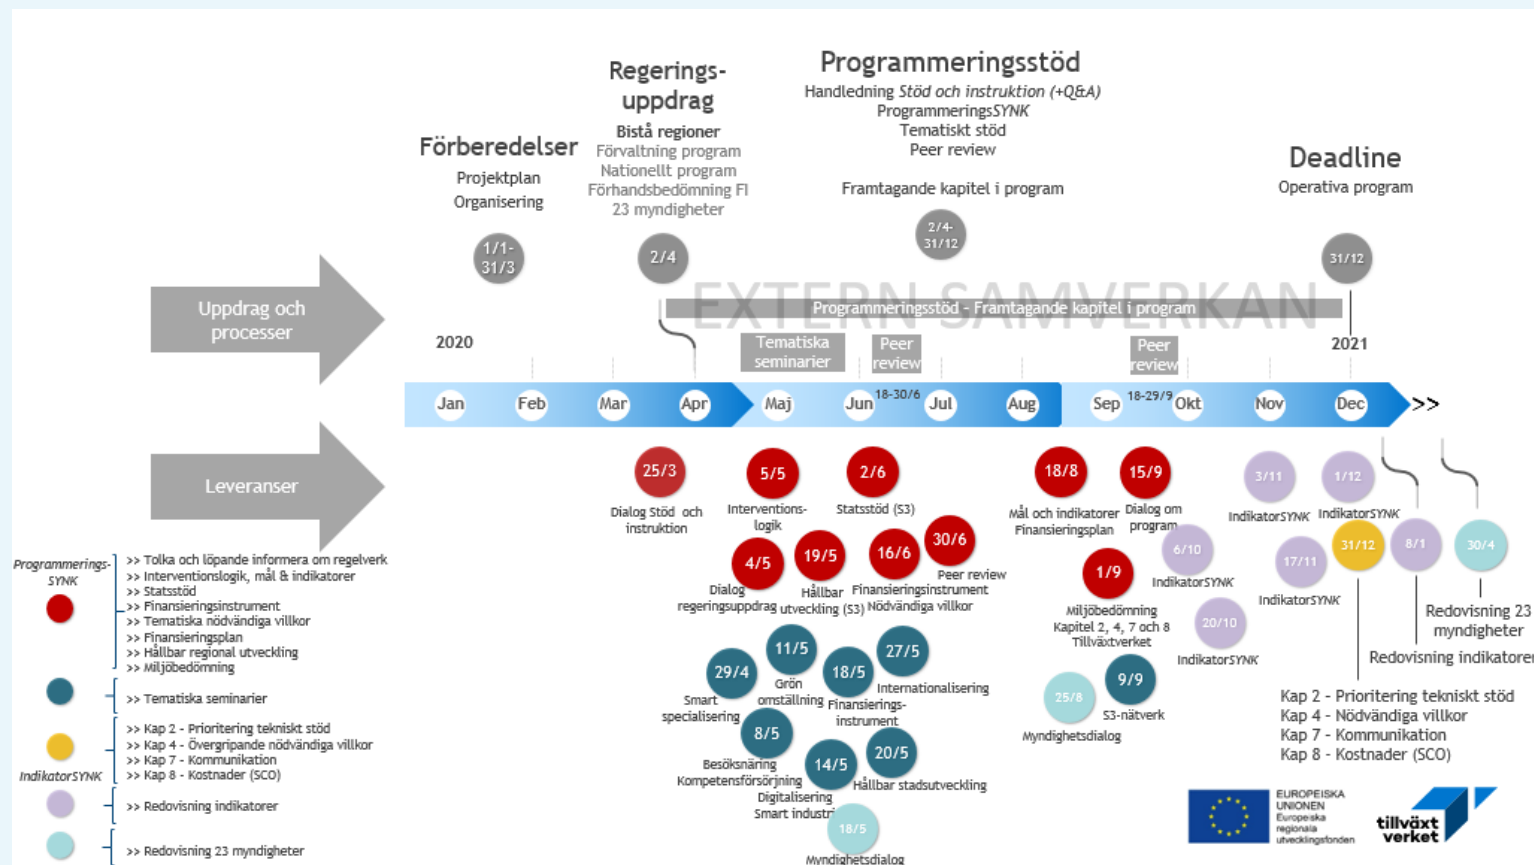 Programmeringsstöd
Handledning Stöd och instruktion (+Q&A)
ProgrammeringsSYNK
Tematiskt stöd
Peer review
Framtagande kapitel i program
Regerings-
uppdrag
Bistå regioner
Förvaltning program
Nationellt program
Förhandsbedömning FI
23 myndigheter
Förberedelser
Projektplan
Organisering
Deadline
Operativa program
1/1-
31/3
2/4
2/4-
31/12
31/12
Uppdrag och
processer
EXTERN SAMVERKAN
Programmeringsstöd - Framtagande kapitel i program
2020
Tematiska
seminarier
Peer
review
Peer
review
2021
Jan
Feb
Mar
Apr
Maj
Jun
18-30/6
Jul
Aug
Sep
18-29/9
Okt
Nov
Dec
>>
Leveranser
25/3
Dialog Stöd och
instruktion
5/5
Interventions-
logik
2/6
Statsstöd (S3)
18/8
Mål och indikatorer
Finansieringsplan
15/9
Dialog om
program
3/11
IndikatorSYNK
1/12
IndikatorSYNK
4/5
Dialog
regeringsuppdrag
19/5
Hållbar
utveckling (S3)
16/6
Finansieringsinstrument
Nödvändiga villkor
30/6
Peer review
1/9
Miljöbedömning
Kapitel 2, 4, 7 och 8
Tillväxtverket
6/10
IndikatorSYNK
17/11
IndikatorSYNK
31/12
8/1
30/4
20/10
IndikatorSYNK
Redovisning 23
myndigheter
Redovisning indikatorer
Kap 2 - Prioritering tekniskt stöd
Kap 4 - Nödvändiga villkor
Kap 7 - Kommunikation
Kap 8 - Kostnader (SCO)
29/4
Smart
specialisering
11/5
Grön
omställning
18/5
Finansierings-
instrument
27/5
Internationalisering
25/8
Myndighetsdialog
9/9
S3-nätverk
8/5
Besöksnäring
Kompetensförsörjning
14/5
Digitalisering
Smart industri
20/5
Hållbar stadsutveckling
18/5
Myndighetsdialog
Programmerings-
SYNK
>> Tolka och löpande informera om regelverk
>> Interventionslogik, mål & indikatorer
>> Statsstöd
>> Finansieringsinstrument
>> Tematiska nödvändiga villkor
>> Finansieringsplan
>> Hållbar regional utveckling
>> Miljöbedömning
>> Tematiska seminarier
>> Kap 2 - Prioritering tekniskt stöd
>> Kap 4 - Övergripande nödvändiga villkor
>> Kap 7 - Kommunikation
>> Kap 8 - Kostnader (SCO)
IndikatorSYNK
>> Redovisning indikatorer
>> Redovisning 23 myndigheter
EUROPEISKA
UNIONEN
Europeiska
regionala
utvecklingsfonden
tillväxt
verket